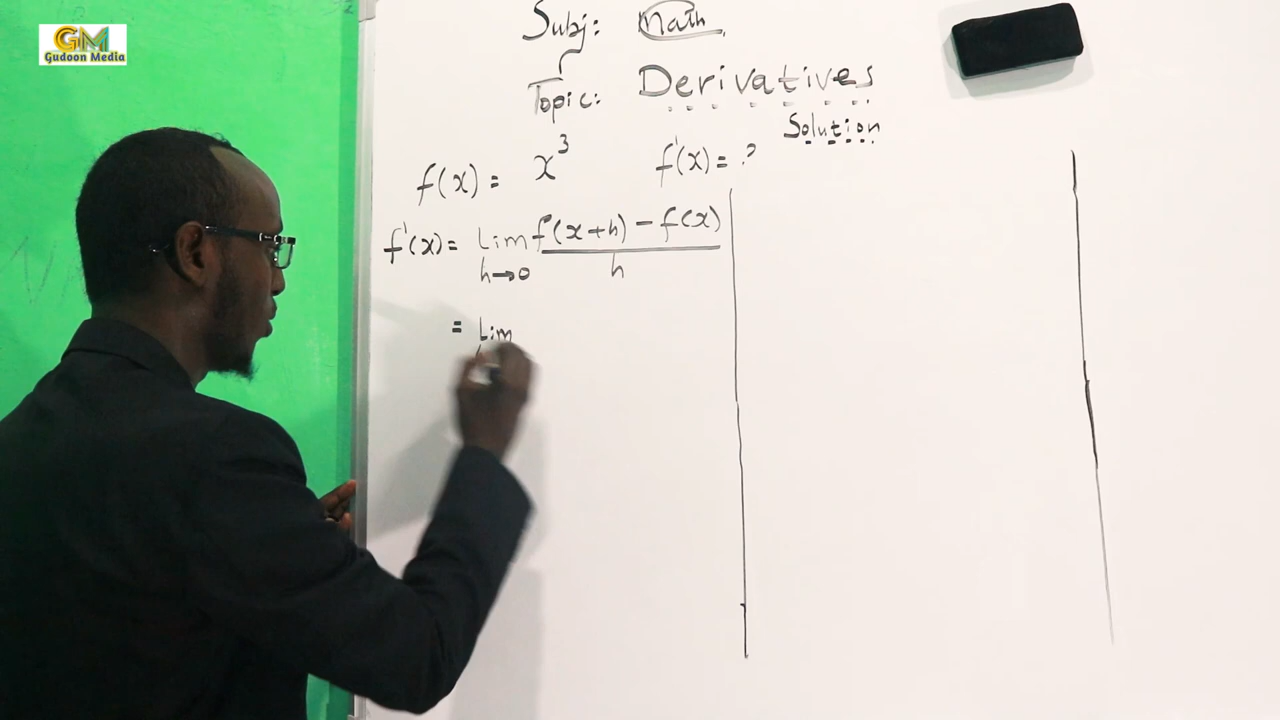 GM
Gudoon Media
Subj: Math
Topic: Derivatives
Solution
f(x) = x³ f'(x) = ?
f'(x) = Lim f(x+h) - f(x)
h→0 h
= Lim